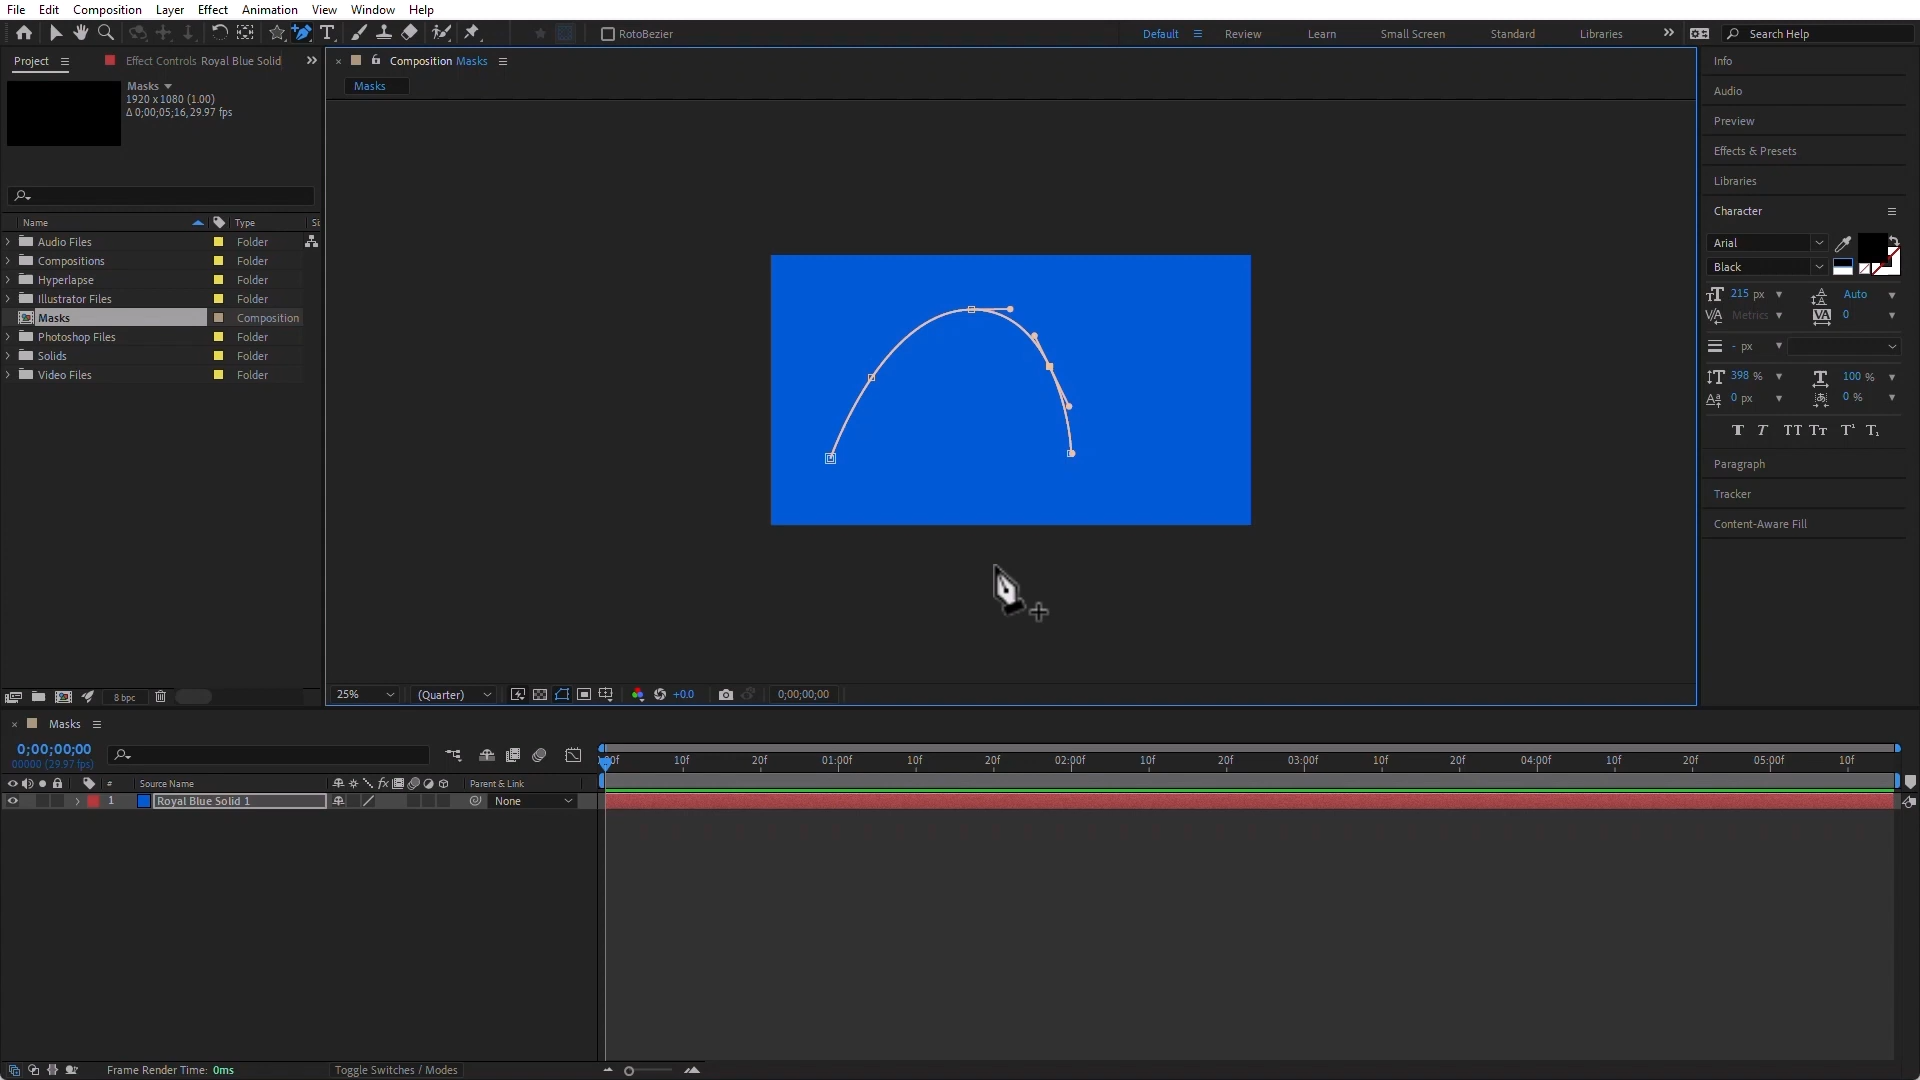 File Edit Composition Layer Effect Animation View Window Help
RotoBezier
Default Review Learn Small Screen Standard Libraries
Search Help
Project
Effect Controls Royal Blue Solid
Masks
1920 x 1080 (1.00)
Δ 0;00;05;16, 29.97 fps
Name Type
Audio Files Folder
Compositions Folder
Hyperlapse Folder
Illustrator Files Folder
Masks Composition
Photoshop Files Folder
Solids Folder
Video Files Folder
8 bpc
Composition Masks
Masks
25% (Quarter) +0.0 0;00;00;00
Info
Audio
Preview
Effects & Presets
Libraries
Character
Arial
Black
215 px Auto
Metrics 0
- px
398 % 100 %
0 px 0 %
T T TT Tт T¹ T₁
Paragraph
Tracker
Content-Aware Fill
Masks
0;00;00;00
00000 (29.97 fps)
10f 20f 01:00f 10f 20f 02:00f 10f 20f 03:00f 10f 20f 04:00f 10f 20f 05:00f 10f
# Source Name Parent & Link
1 Royal Blue Solid 1 None
Frame Render Time: 0ms
Toggle Switches / Modes